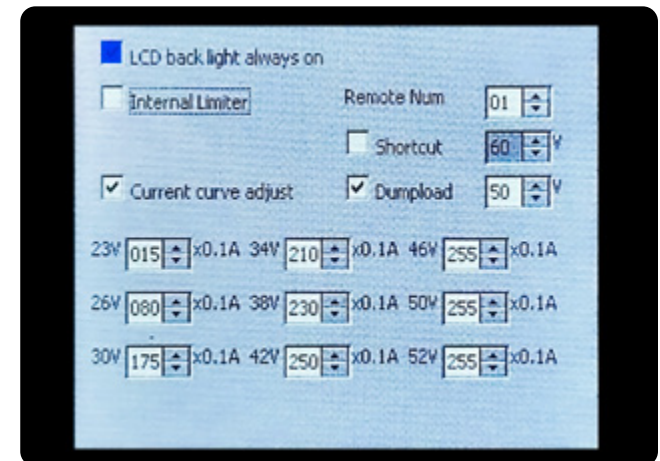 LCD back light always on
Internal Limiter Remote Num 01
Shortcut 60 V
Current curve adjust Dumpload 50 V
23V 015 x0.1A 34V 210 x0.1A 46V 255 x0.1A
26V 080 x0.1A 38V 230 x0.1A 50V 255 x0.1A
30V 175 x0.1A 42V 250 x0.1A 52V 255 x0.1A